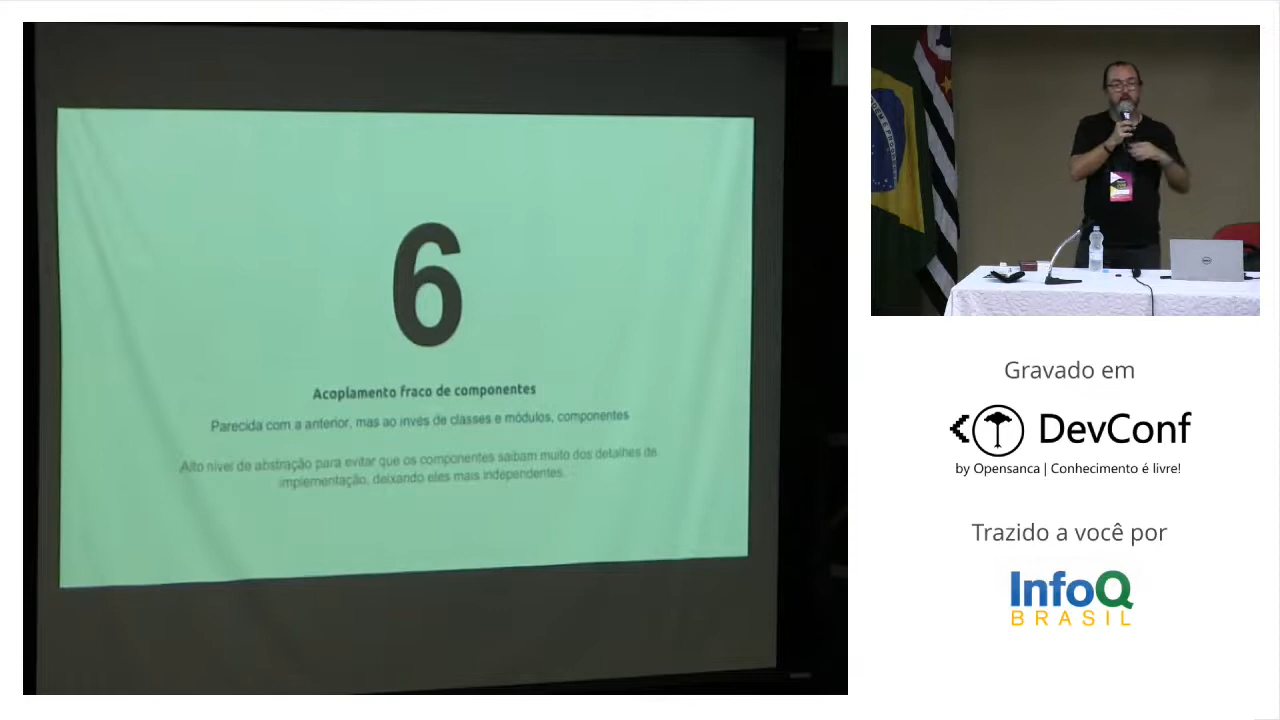 6
Acoplamento fraco de componentes
Parecida com a anterior, mas ao invés de classes e módulos, componentes
Alto nível de abstração para evitar que os componentes saibam muito dos detalhes de
implementação, deixando eles mais independentes.
Gravado em
DevConf
by Opensanca | Conhecimento é livre!
Trazido a você por
InfoQ
BRASIL